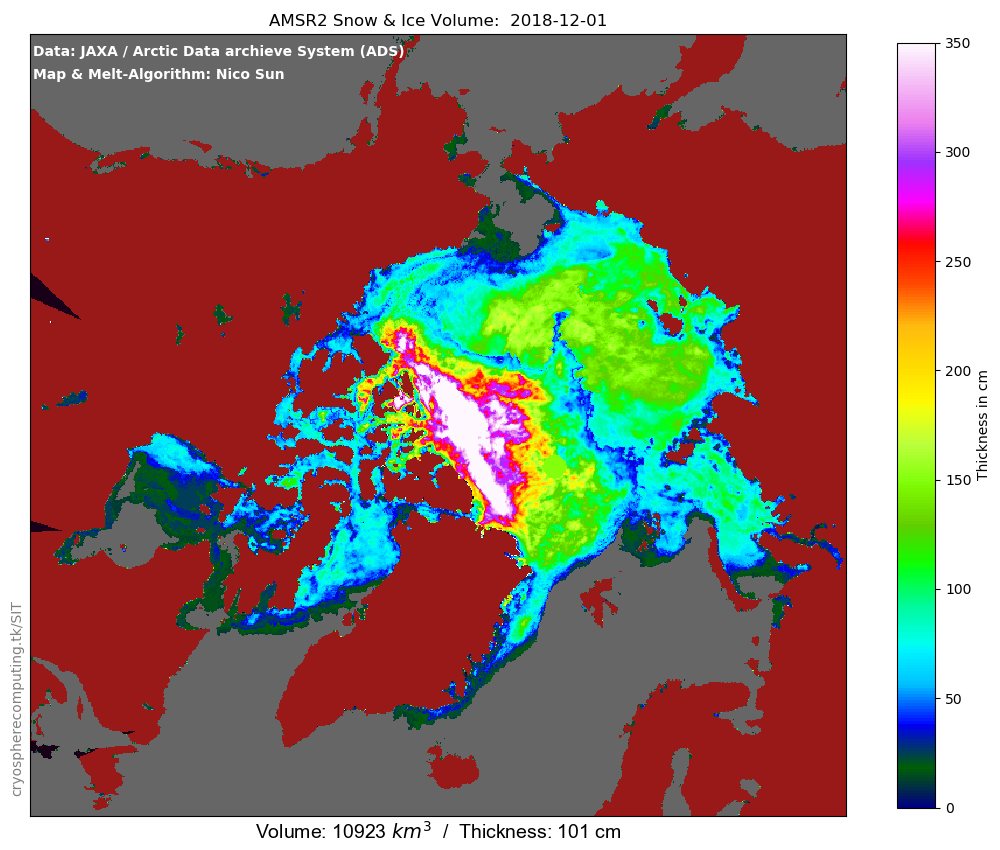 AMSR2 Snow & Ice Volume:  2018-12-01
Data: JAXA / Arctic Data archieve System (ADS)
Map & Melt-Algorithm: Nico Sun
350
300
250
200
150
100
50
0
Thickness in cm
cryospherecomputing.tk/SIT
Volume: 10923 km³  /  Thickness: 101 cm